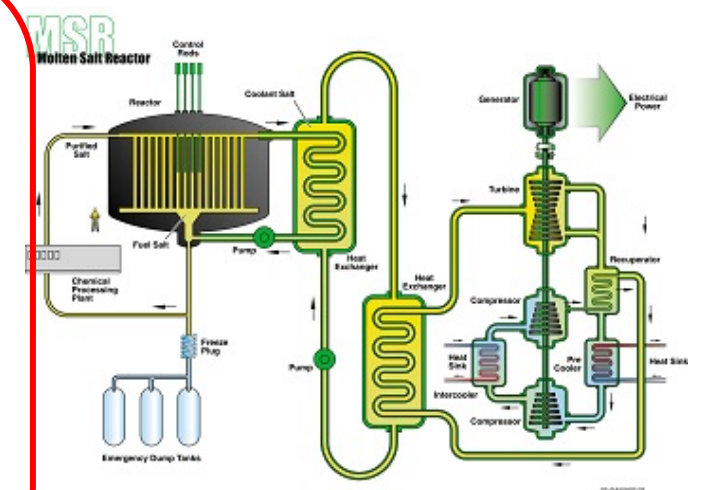 MSR
Molten Salt Reactor
Control
Rods
Reactor
Coolant Salt
Purified
Salt
Fuel Salt
Pump
Heat
Exchanger
Chemical
Processing
Plant
Freeze
Plug
Emergency Dump Tanks
Pump
Heat
Exchanger
Generator
Electrical
Power
Turbine
Recuperator
Compressor
Heat
Sink
Pre
Cooler
Heat Sink
Intercooler
Compressor